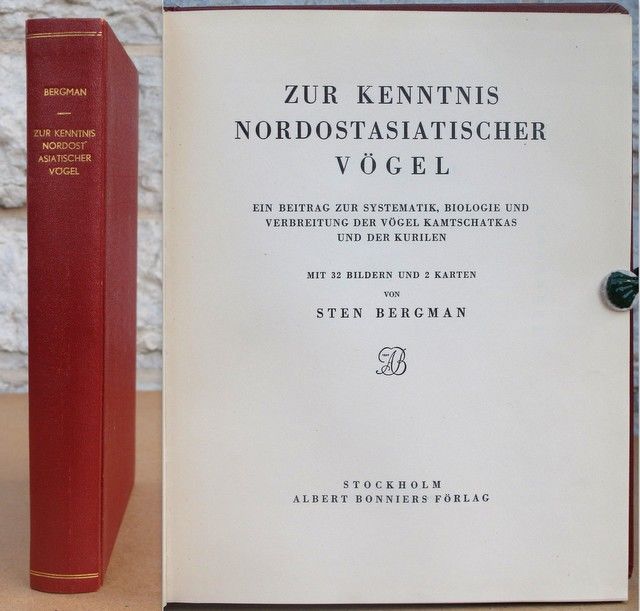 BERGMAN
ZUR KENNTNIS
NORDOST
ASIATISCHER
VÖGEL
ZUR KENNTNIS
NORDOSTASIATISCHER
VÖGEL
EIN BEITRAG ZUR SYSTEMATIK, BIOLOGIE UND
VERBREITUNG DER VÖGEL KAMTSCHATKAS
UND DER KURILEN
MIT 32 BILDERN UND 2 KARTEN
VON
STEN BERGMAN
AB
STOCKHOLM
ALBERT BONNIERS FÖRLAG